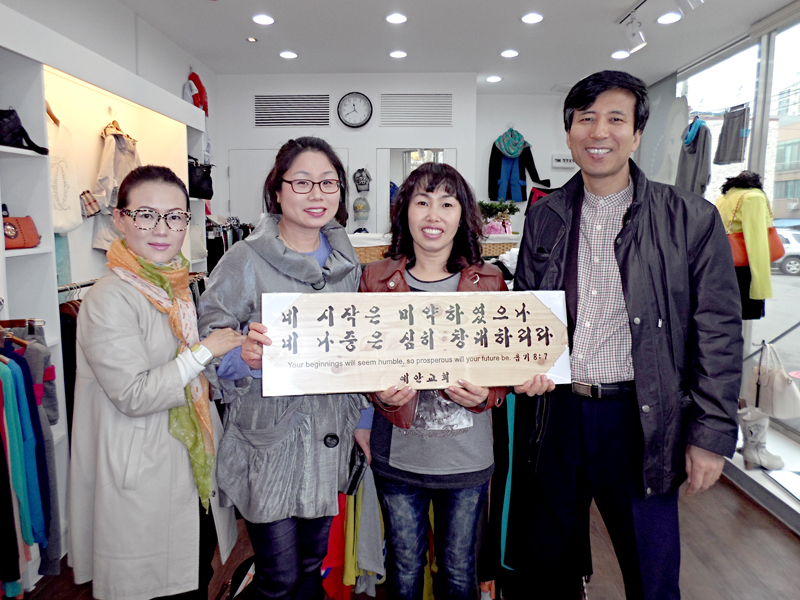 네 시작은 미약하였으나
네 나중은 심히 창대하리라
Your beginnings will seem humble, so prosperous will your future be. 욥기 8:7
예안교회